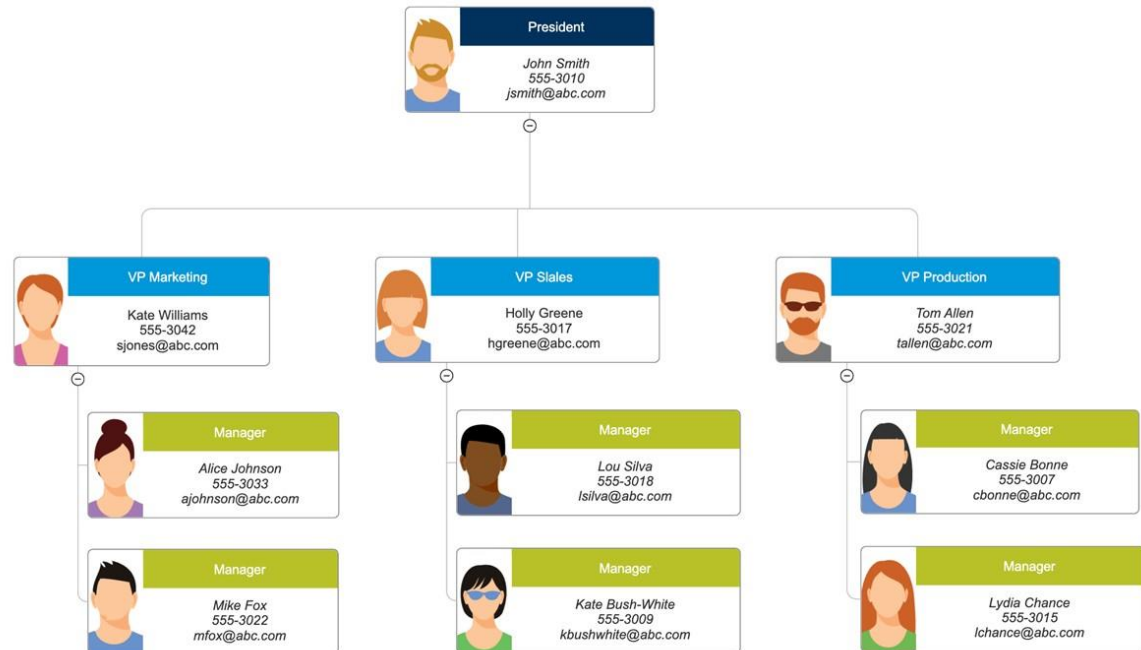 President
John Smith
555-3010
jsmith@abc.com
VP Marketing
Kate Williams
555-3042
sjones@abc.com
VP Slales
Holly Greene
555-3017
hgreene@abc.com
VP Production
Tom Allen
555-3021
tallen@abc.com
Manager
Alice Johnson
555-3033
ajohnson@abc.com
Manager
Lou Silva
555-3018
lsilva@abc.com
Manager
Cassie Bonne
555-3007
cbonne@abc.com
Manager
Mike Fox
555-3022
mfox@abc.com
Manager
Kate Bush-White
555-3009
kbushwhite@abc.com
Manager
Lydia Chance
555-3015
lchance@abc.com